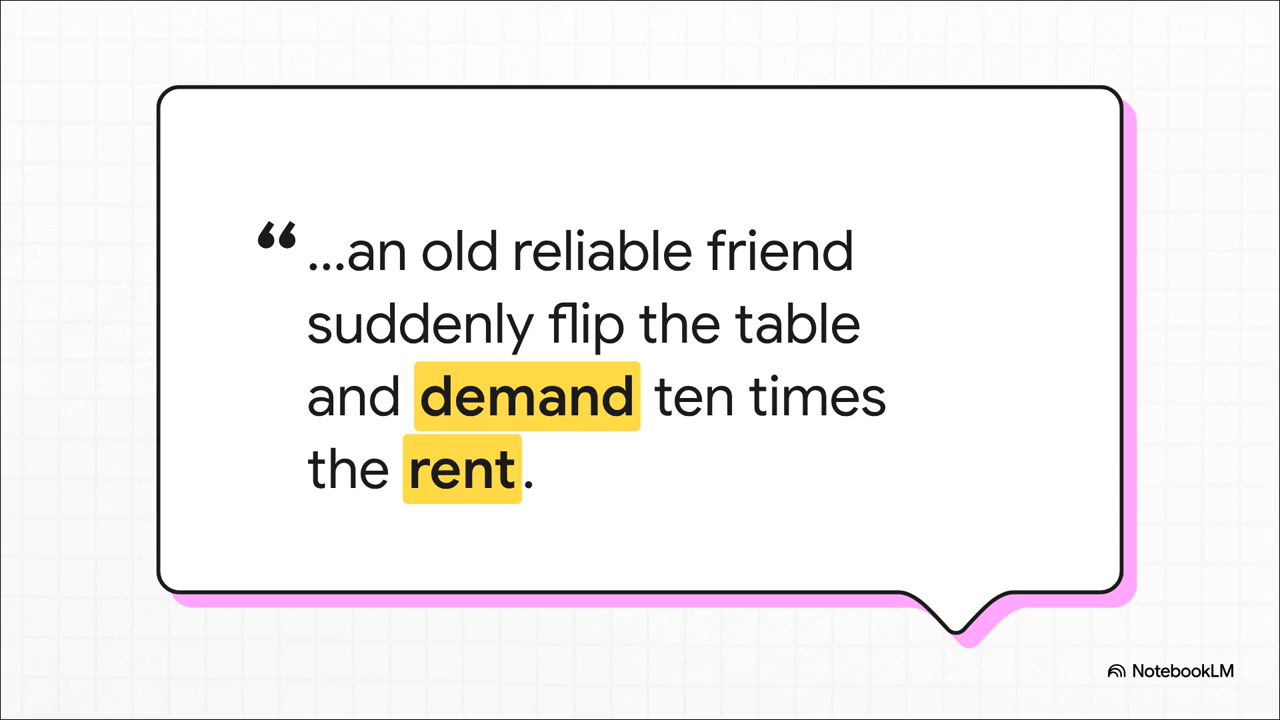 “...an old reliable friend
suddenly flip the table
and demand ten times
the rent.
NotebookLM